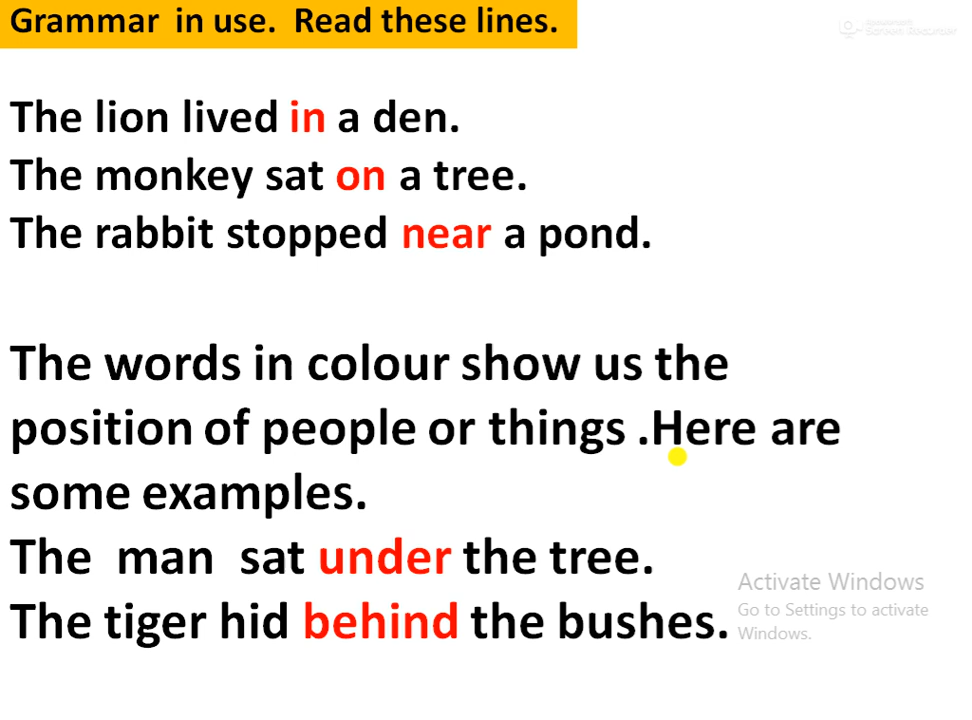 Grammar in use. Read these lines.
Screen Recorder
The lion lived in a den.
The monkey sat on a tree.
The rabbit stopped near a pond.
The words in colour show us the
position of people or things .Here are
some examples.
The man sat under the tree.
The tiger hid behind the bushes.
Activate Windows
Go to Settings to activate
Windows.